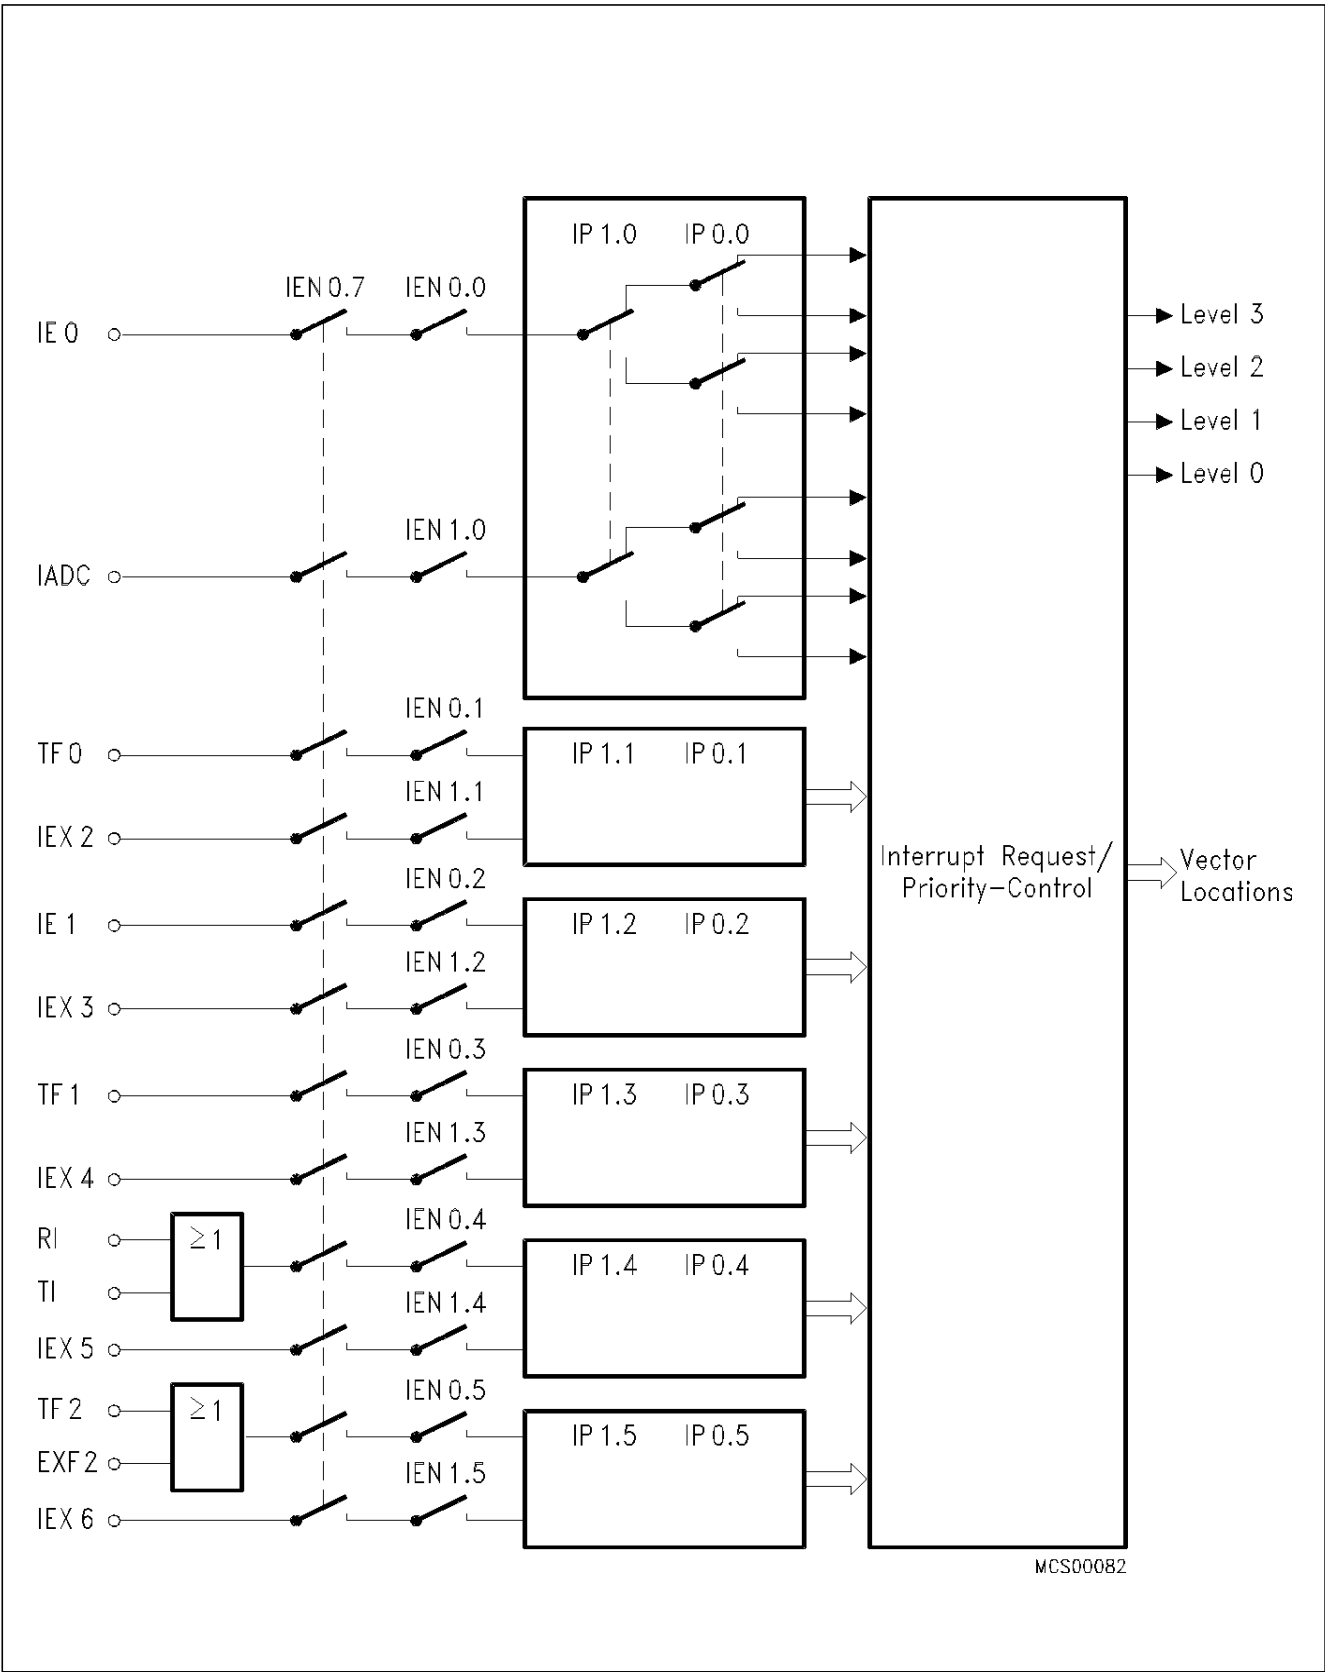 IP 1.0 IP 0.0
IEN 0.7 IEN 0.0
IE 0
Level 3
Level 2
Level 1
Level 0
IEN 1.0
IADC
IEN 0.1
TF 0
IP 1.1 IP 0.1
IEN 1.1
IEX 2
Interrupt Request/
Priority-Control
Vector
Locations
IEN 0.2
IE 1
IP 1.2 IP 0.2
IEN 1.2
IEX 3
IEN 0.3
TF 1
IP 1.3 IP 0.3
IEN 1.3
IEX 4
IEN 0.4
RI
≥1
TI
IP 1.4 IP 0.4
IEN 1.4
IEX 5
IEN 0.5
TF 2
≥1
EXF 2
IP 1.5 IP 0.5
IEN 1.5
IEX 6
MCS00082